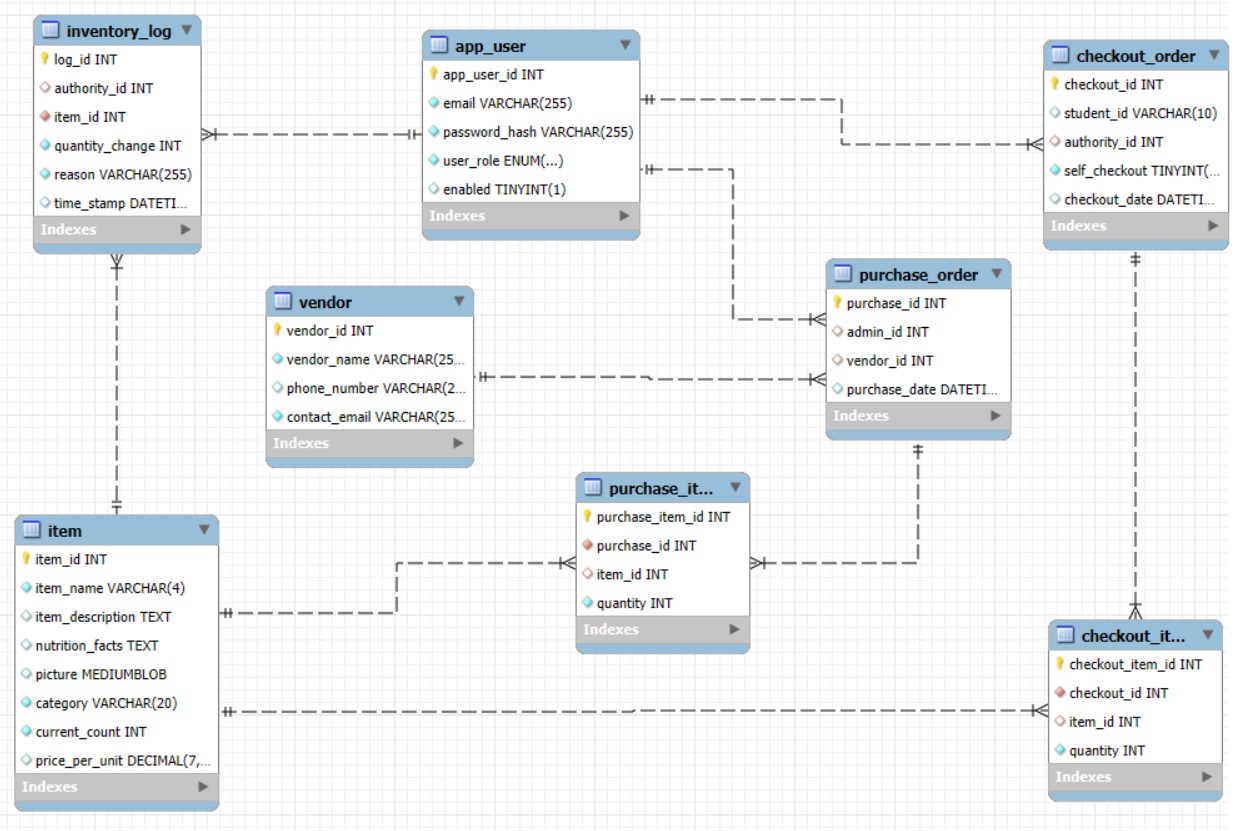 inventory_log
log_id INT
authority_id INT
item_id INT
quantity_change INT
reason VARCHAR(255)
time_stamp DATETI...
Indexes
app_user
app_user_id INT
email VARCHAR(255)
password_hash VARCHAR(255)
user_role ENUM(...)
enabled TINYINT(1)
Indexes
checkout_order
checkout_id INT
student_id VARCHAR(10)
authority_id INT
self_checkout TINYINT(...
checkout_date DATETI...
Indexes
vendor
vendor_id INT
vendor_name VARCHAR(25...
phone_number VARCHAR(2...
contact_email VARCHAR(25...
Indexes
purchase_order
purchase_id INT
admin_id INT
vendor_id INT
purchase_date DATETI...
Indexes
item
item_id INT
item_name VARCHAR(4)
item_description TEXT
nutrition_facts TEXT
picture MEDIUMBLOB
category VARCHAR(20)
current_count INT
price_per_unit DECIMAL(7,...
Indexes
purchase_it...
purchase_item_id INT
purchase_id INT
item_id INT
quantity INT
Indexes
checkout_it...
checkout_item_id INT
checkout_id INT
item_id INT
quantity INT
Indexes